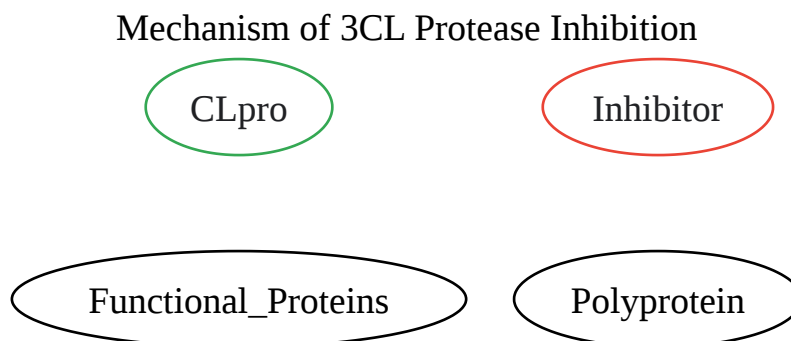 Mechanism of 3CL Protease Inhibition
CLpro
Inhibitor
Functional_Proteins
Polyprotein